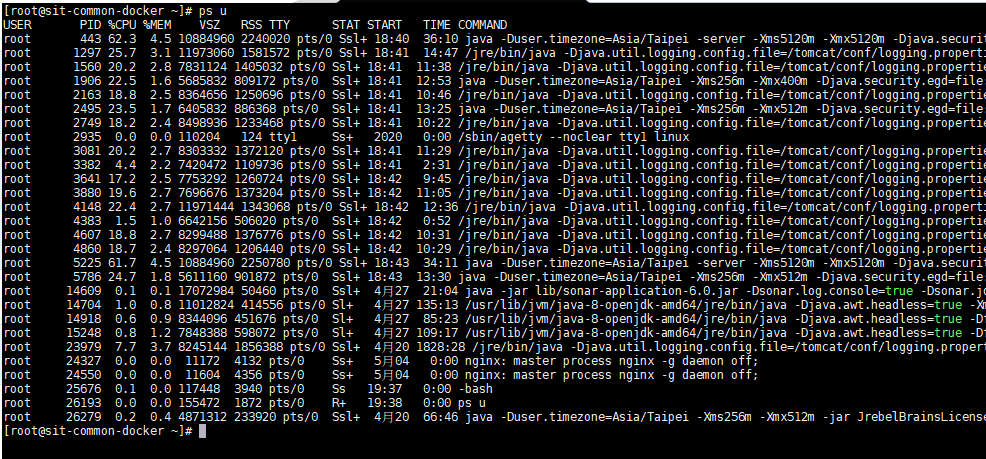 [root@sit-common-docker ~]# ps u
USER       PID %CPU %MEM    VSZ   RSS TTY      STAT START   TIME COMMAND
root       443 62.3  4.5 10884960 2240020 pts/0 Ssl+ 18:40  36:10 java -Duser.timezone=Asia/Taipei -server -Xms5120m -Xmx5120m -Djava.securit
root      1297 25.7  3.1 11973060 1581572 pts/0 Ssl+ 18:41  14:47 /jre/bin/java -Djava.util.logging.config.file=/tomcat/conf/logging.properti
root      1560 20.2  2.8 7831124 1405032 pts/0 Ssl+ 18:41  11:38 /jre/bin/java -Djava.util.logging.config.file=/tomcat/conf/logging.propertie
root      1906 22.5  1.6 5685832 809172 pts/0  Ssl+ 18:41  12:53 java -Duser.timezone=Asia/Taipei -Xms256m -Xmx400m -Djava.security.egd=file:
root      2163 18.8  2.5 8364656 1250696 pts/0 Ssl+ 18:41  10:46 /jre/bin/java -Djava.util.logging.config.file=/tomcat/conf/logging.propertie
root      2495 23.5  1.7 6405832 886368 pts/0  Ssl+ 18:41  13:25 java -Duser.timezone=Asia/Taipei -Xms256m -Xmx512m -Djava.security.egd=file:
root      2749 18.2  2.4 8498936 1233468 pts/0 Ssl+ 18:41  10:22 /jre/bin/java -Djava.util.logging.config.file=/tomcat/conf/logging.propertie
root      2935  0.0  0.0 110204   124 tty1     Ss+   2020   0:00 /sbin/agetty --noclear tty1 linux
root      3081 20.2  2.7 8303332 1372120 pts/0 Ssl+ 18:41  11:29 /jre/bin/java -Djava.util.logging.config.file=/tomcat/conf/logging.propertie
root      3382  4.4  2.2 7420472 1109736 pts/0 Ssl+ 18:41   2:31 /jre/bin/java -Djava.util.logging.config.file=/tomcat/conf/logging.propertie
root      3641 17.2  2.5 7753292 1260724 pts/0 Ssl+ 18:42   9:45 /jre/bin/java -Djava.util.logging.config.file=/tomcat/conf/logging.propertie
root      3880 19.6  2.7 7696676 1373204 pts/0 Ssl+ 18:42  11:05 /jre/bin/java -Djava.util.logging.config.file=/tomcat/conf/logging.propertie
root      4148 22.4  2.7 11971444 1343068 pts/0 Ssl+ 18:42  12:36 /jre/bin/java -Djava.util.logging.config.file=/tomcat/conf/logging.properti
root      4383  1.5  1.0 6642156 506020 pts/0  Ssl+ 18:42   0:52 /jre/bin/java -Djava.util.logging.config.file=/tomcat/conf/logging.propertie
root      4607 18.8  2.7 8299488 1376776 pts/0 Ssl+ 18:42  10:31 /jre/bin/java -Djava.util.logging.config.file=/tomcat/conf/logging.propertie
root      4860 18.7  2.4 8297064 1206440 pts/0 Ssl+ 18:42  10:29 /jre/bin/java -Djava.util.logging.config.file=/tomcat/conf/logging.propertie
root      5225 61.7  4.5 10884960 2250780 pts/0 Ssl+ 18:43  34:11 java -Duser.timezone=Asia/Taipei -server -Xms5120m -Xmx5120m -Djava.securit
root      5786 24.7  1.8 5611160 901872 pts/0  Ssl+ 18:43  13:30 java -Duser.timezone=Asia/Taipei -Xms512m -Xmx512m -Djava.security.egd=file:
root     14609  0.1  0.1 17072984 50460 pts/0  Ssl+  4月27  21:04 java -jar lib/sonar-application-6.0.jar -Dsonar.log.console=true -Dsonar.jo
root     14704  1.0  0.8 11012824 414556 pts/0 Sl+   4月27 135:13 /usr/lib/jvm/java-8-openjdk-amd64/jre/bin/java -Djava.awt.headless=true -Xm
root     14918  0.6  0.9 8344096 451676 pts/0  Sl+   4月27  85:23 /usr/lib/jvm/java-8-openjdk-amd64/jre/bin/java -Djava.awt.headless=true -Df
root     15248  0.8  1.2 7848388 598072 pts/0  Sl+   4月27 109:17 /usr/lib/jvm/java-8-openjdk-amd64/jre/bin/java -Djava.awt.headless=true -Df
root     23979  7.7  3.7 8245144 1856388 pts/0 Ssl+  4月20 1828:28 /jre/bin/java -Djava.util.logging.config.file=/tomcat/conf/logging.propert
root     24327  0.0  0.0  11172  4132 pts/0    Ss+   5月04   0:00 nginx: master process nginx -g daemon off;
root     24550  0.0  0.0  11604  4356 pts/0    Ss+   5月04   0:00 nginx: master process nginx -g daemon off;
root     25676  0.1  0.0 117448  3940 pts/0    Ss   19:37   0:00 -bash
root     26193  0.0  0.0 155472  1872 pts/0    R+   19:38   0:00 ps u
root     26279  0.2  0.4 4871312 233920 pts/0  Ssl+  4月20  66:46 java -Duser.timezone=Asia/Taipei -Xms256m -Xmx512m -jar JrebelBrainsLicense
[root@sit-common-docker ~]#